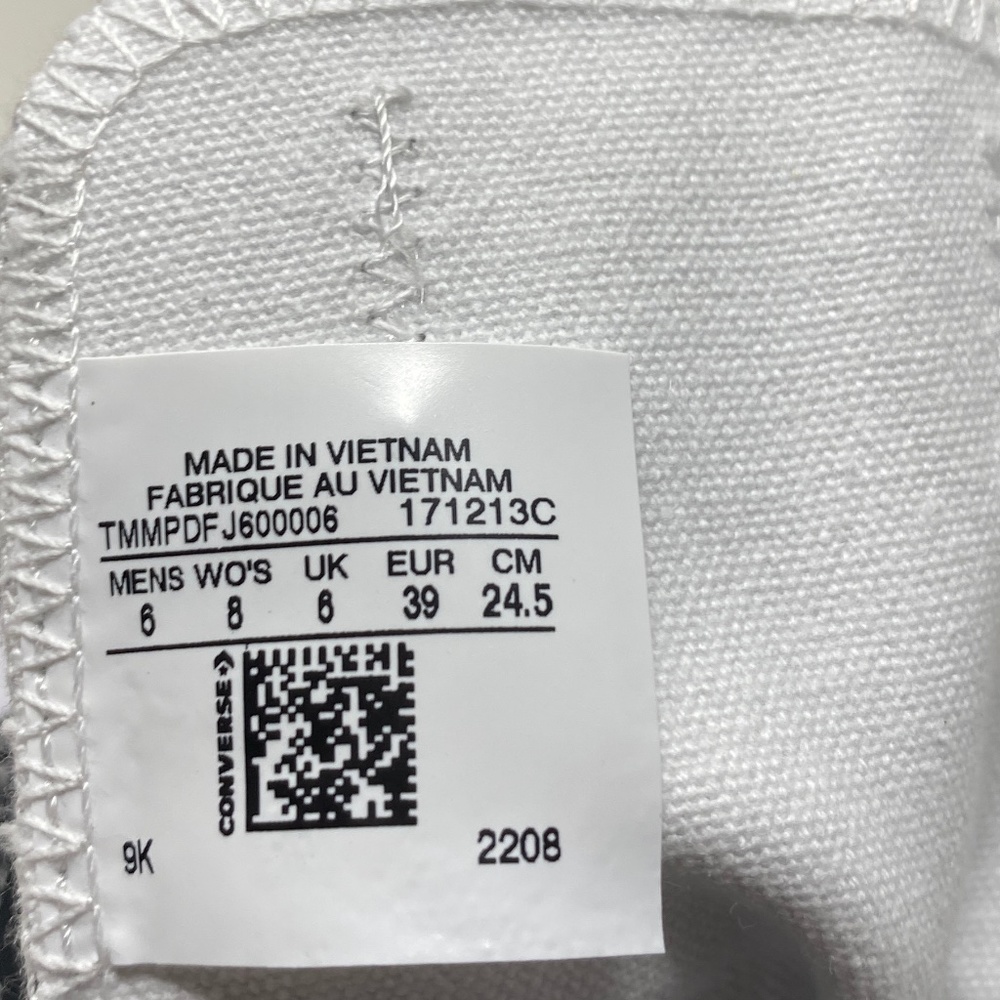 MADE IN VIETNAM
FABRIQUE AU VIETNAM
TMMPDFJ600006 171213C
MENS WO'S UK EUR CM
6 8 6 39 24.5
CONVERSE
9K 2208